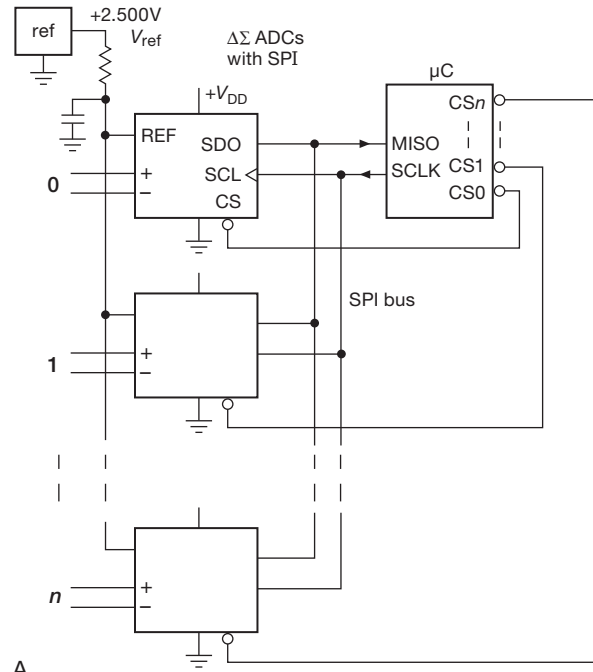 ref
+2.500V
Vref
ΔΣ ADCs
with SPI
+VDD
REF
SDO
SCL
CS
+
−
0
µC
CSn
MISO
CS1
SCLK
CS0
SPI bus
1
+
−
n
+
−
A